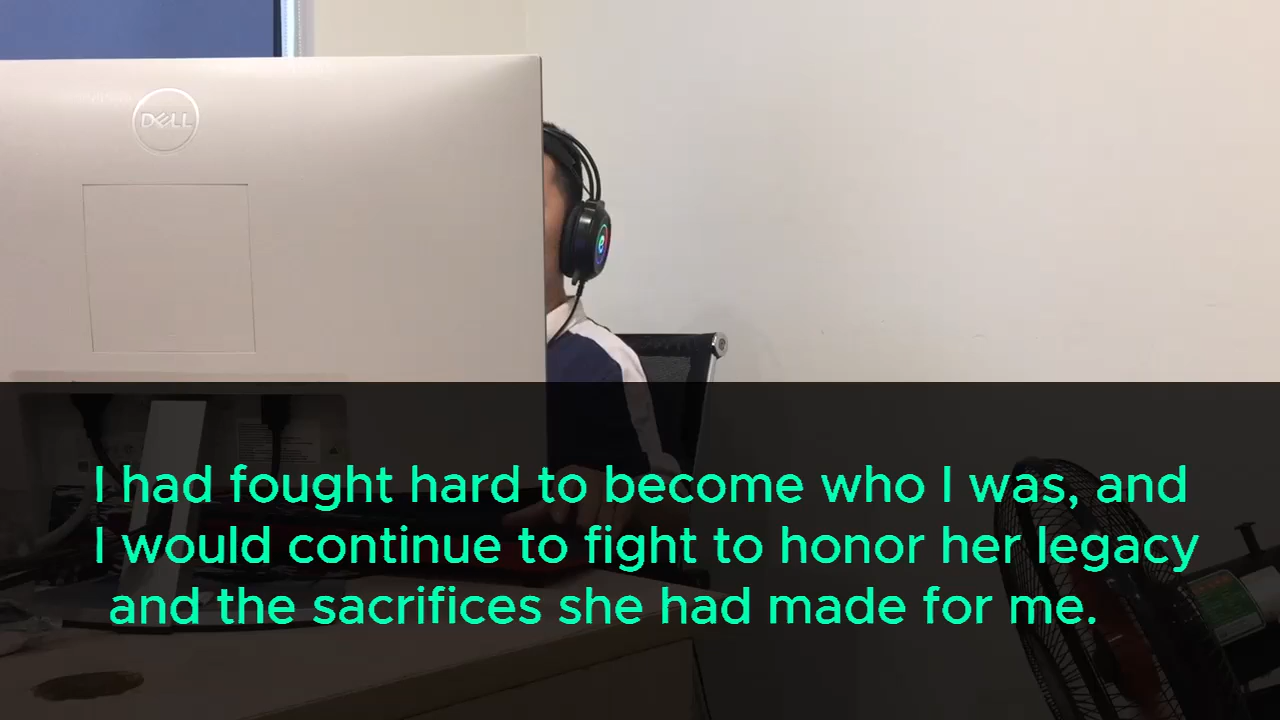 DELL
I had fought hard to become who I was, and
I would continue to fight to honor her legacy
and the sacrifices she had made for me.